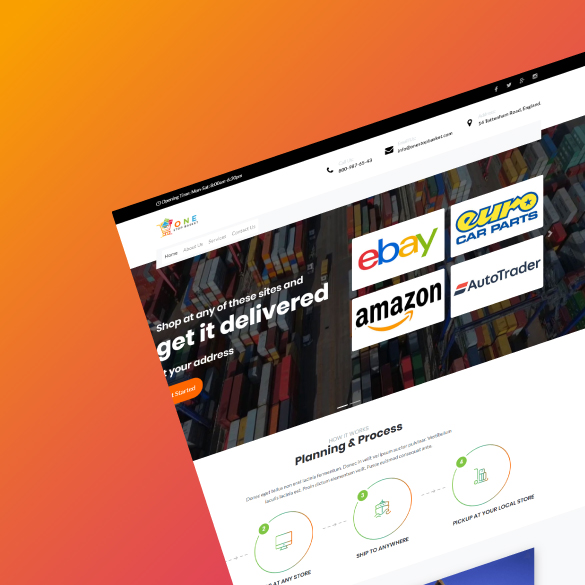 Opening Time: Mon-Sat: 8:00am-6:30pm
800-987-65-43
info@onestopbasket.com
14 Tottenham Road, England.
O.N.E
STOP BASKET
Home About Us Services Contact Us
Shop at any of these sites and
get it delivered
t your address
t Started
ebay
euro
CAR PARTS
amazon
AutoTrader
HOW IT WORKS
Planning & Process
2
3
4
AT ANY STORE
SHIP TO ANYWHERE
PICKUP AT YOUR LOCAL STORE